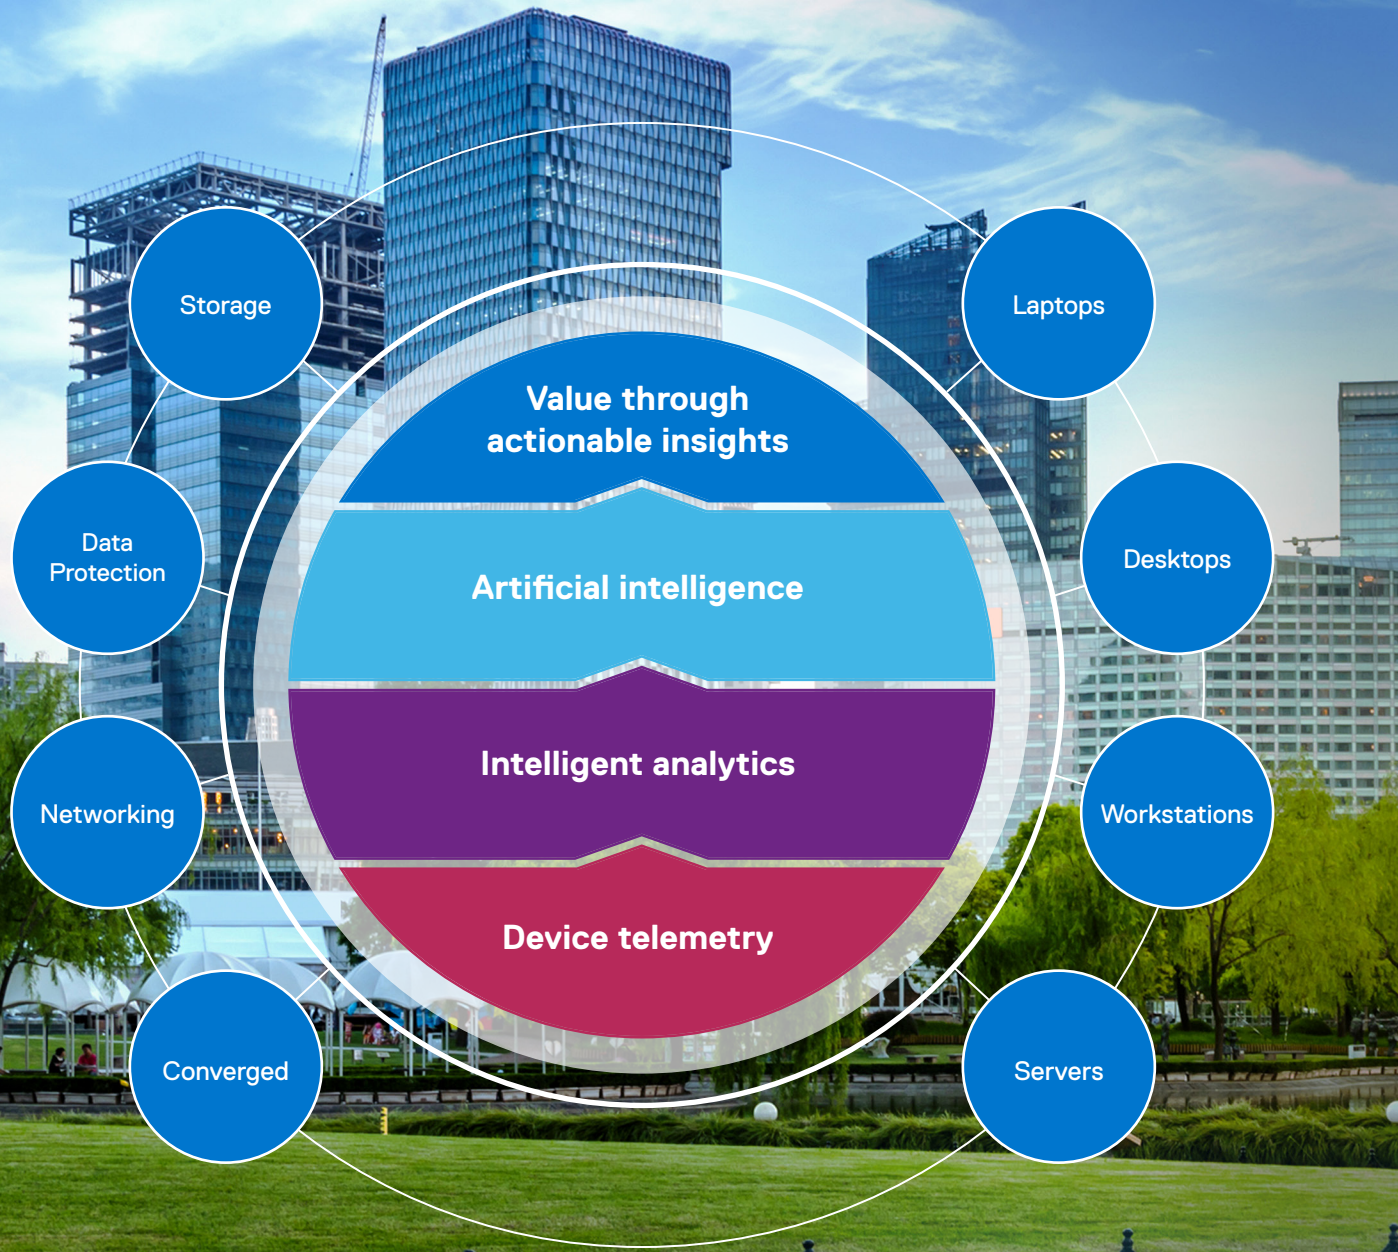 Storage
Laptops
Value through
actionable insights
Data
Protection
Desktops
Artificial intelligence
Intelligent analytics
Networking
Workstations
Device telemetry
Converged
Servers